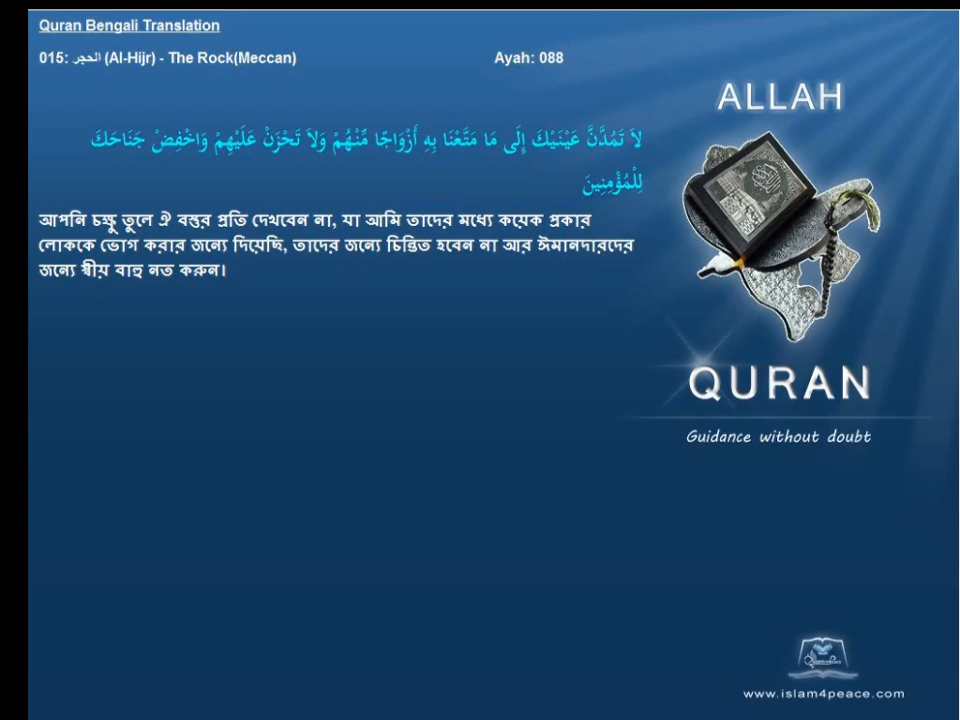 Quran Bengali Translation
015: الحجر (Al-Hijr) - The Rock(Meccan) Ayah: 088
لاَ تَمُدَّنَّ عَيْنَيْكَ إِلَى مَا مَتَّعْنَا بِهِ أَزْوَاجًا مِّنْهُمْ وَلاَ تَحْزَنْ عَلَيْهِمْ وَاخْفِضْ جَنَاحَكَ
لِلْمُؤْمِنِينَ
আপনি চক্ষু তুলে ঐ বস্তুর প্রতি দেখবেন না, যা আমি তাদের মধ্যে কয়েক প্রকার
লোককে ভোগ করার জন্যে দিয়েছি, তাদের জন্যে চিন্তিত হবেন না আর ঈমানদারদের
জন্যে স্বীয় বাহু নত করুন।
ALLAH
QURAN
Guidance without doubt
www.islam4peace.com